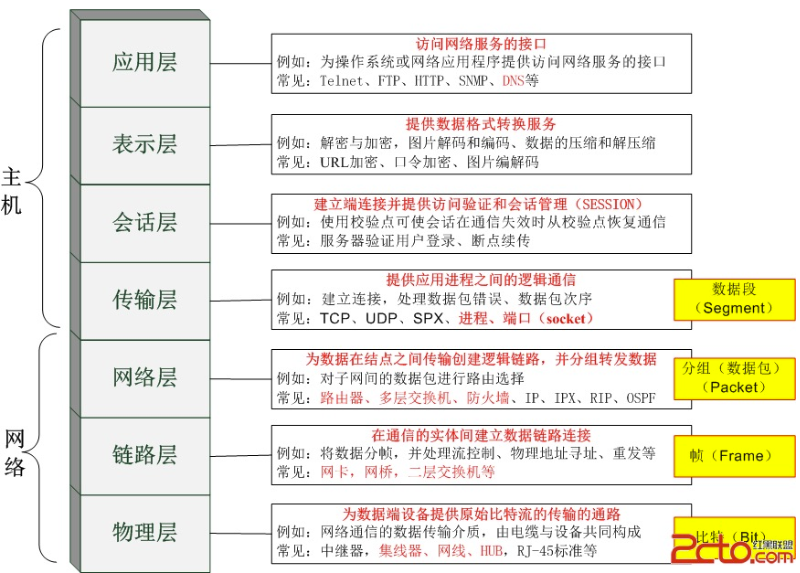 主机
应用层
访问网络服务的接口
例如：为操作系统或网络应用程序提供访问网络服务的接口
常见：Telnet、FTP、HTTP、SNMP、DNS等
表示层
提供数据格式转换服务
例如：解密与加密，图片解码和编码、数据的压缩和解压缩
常见：URL加密、口令加密、图片编解码
会话层
建立端连接并提供访问验证和会话管理（SESSION）
例如：使用校验点可使会话在通信失效时从校验点恢复通信
常见：服务器验证用户登录、断点续传
传输层
提供应用进程之间的逻辑通信
例如：建立连接，处理数据包错误、数据包次序
常见：TCP、UDP、SPX、进程、端口（socket）
数据段
（Segment）
网络
网络层
为数据在结点之间传输创建逻辑链路，并分组转发数据
例如：对子网间的数据包进行路由选择
常见：路由器、多层交换机、防火墙、IP、IPX、RIP、OSPF
分组（数据包）
（Packet）
链路层
在通信的实体间建立数据链路连接
例如：将数据分帧，并处理流控制、物理地址寻址、重发等
常见：网卡，网桥，二层交换机等
帧（Frame）
物理层
为数据端设备提供原始比特流的传输的通路
例如：网络通信的数据传输介质，由电缆与设备共同构成
常见：中继器，集线器、网线、HUB，RJ-45标准等
比特（Bit）
2cto.com
红黑联盟